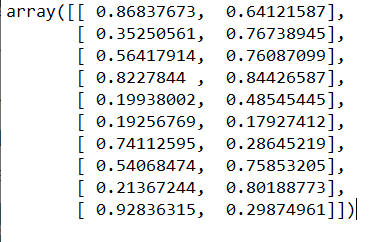 array([[ 0.86837673,  0.64121587],
       [ 0.35250561,  0.76738945],
       [ 0.56417914,  0.76087099],
       [ 0.8227844 ,  0.84426587],
       [ 0.19938002,  0.48545445],
       [ 0.19256769,  0.17927412],
       [ 0.74112595,  0.28645219],
       [ 0.54068474,  0.75853205],
       [ 0.21367244,  0.80188773],
       [ 0.92836315,  0.29874961]])